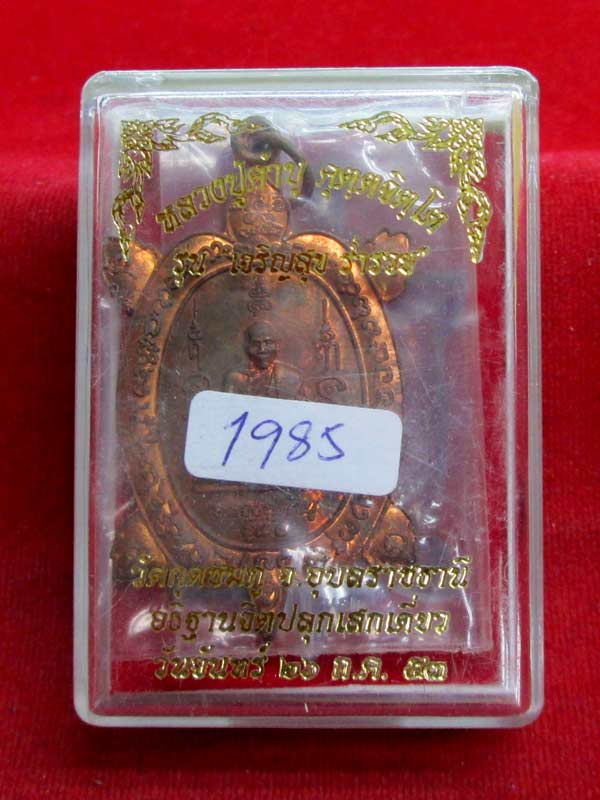 หลวงปู่คำบุ คุตฺตจิตฺโต
รุ่น "เจริญสุข ร่ำรวย"
1985
วัดกุดชมภู จ.อุบลราชธานี
อธิฐานจิตปลุกเสกเดี่ยว
วันจันทร์ ๒๖ ก.ค. ๕๓